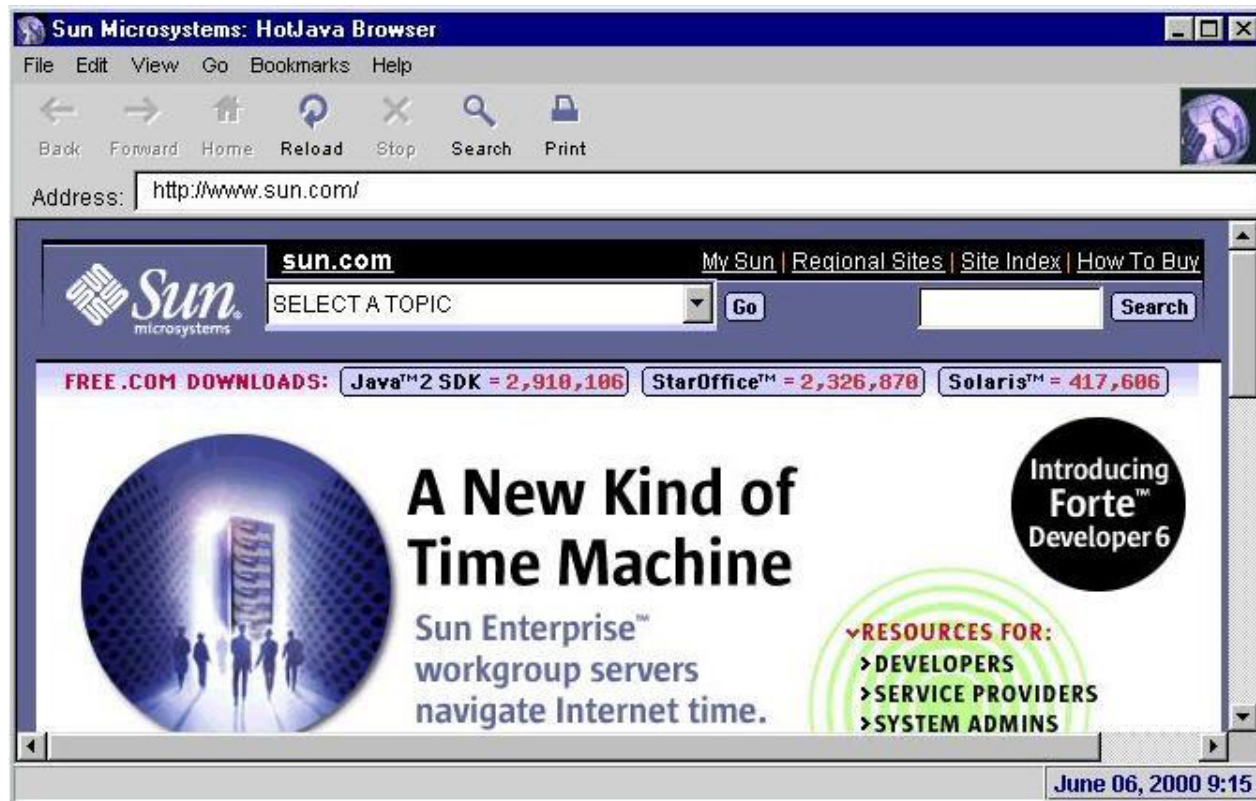 Sun Microsystems: HotJava Browser
File Edit View Go Bookmarks Help
Back Forward Home Reload Stop Search Print
Address: http://www.sun.com/
sun.com My Sun | Regional Sites | Site Index | How To Buy
Sun microsystems
SELECT A TOPIC Go Search
FREE .COM DOWNLOADS: Java™2 SDK = 2,910,106 StarOffice™ = 2,326,870 Solaris™ = 417,606
A New Kind of
Time Machine
Sun Enterprise™
workgroup servers
navigate Internet time.
Introducing
Forte™
Developer 6
RESOURCES FOR:
>DEVELOPERS
>SERVICE PROVIDERS
>SYSTEM ADMINS
June 06, 2000 9:15